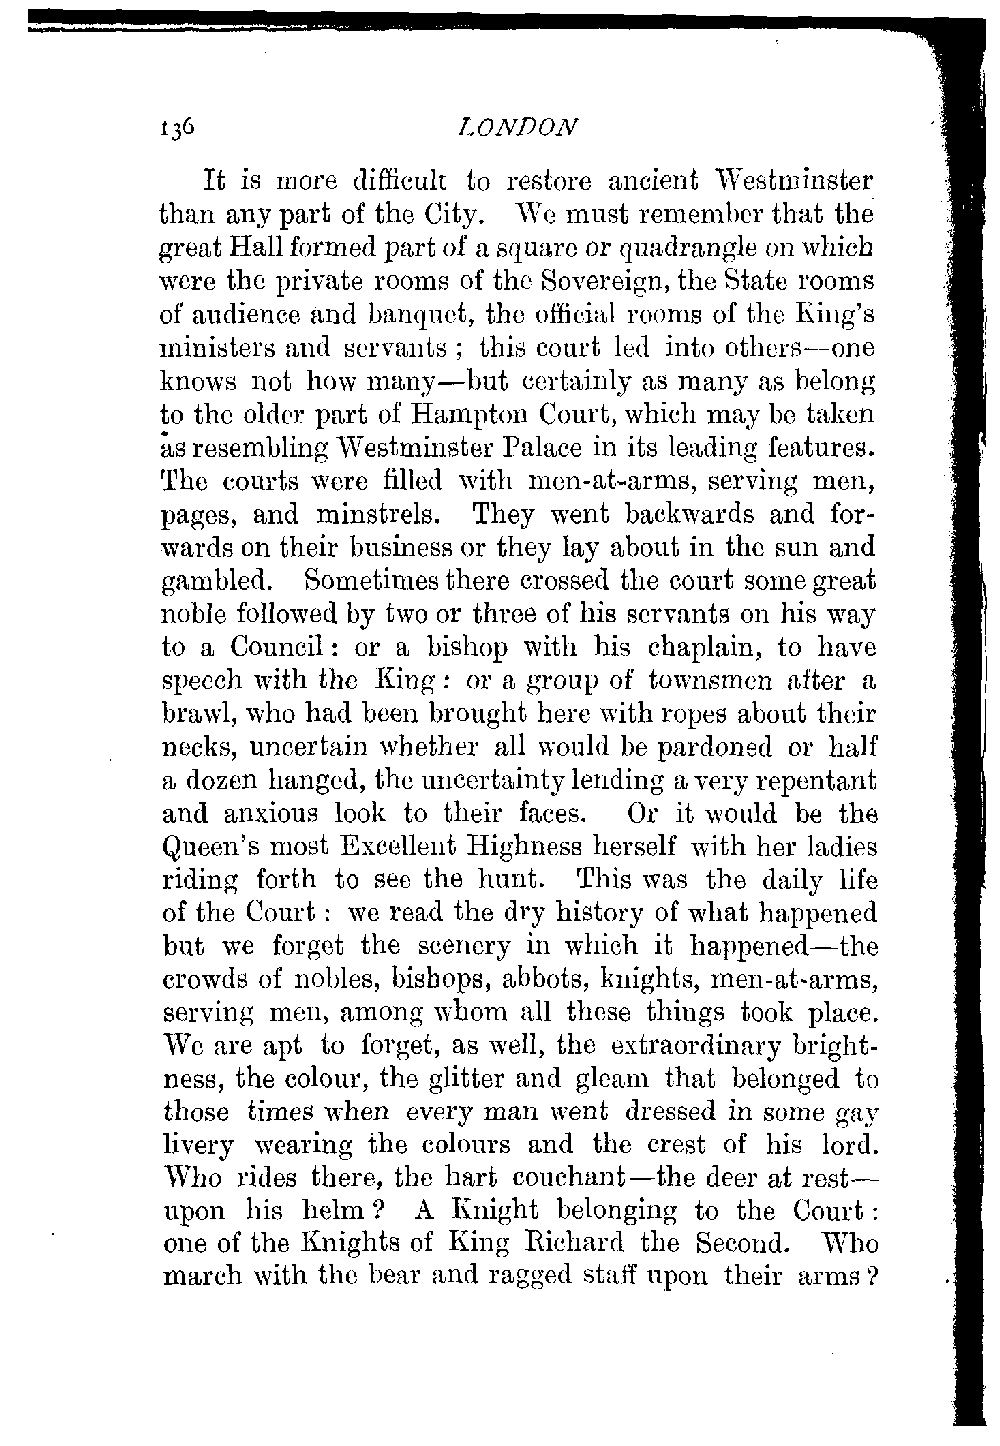 136 LONDON
It is more difficult to restore ancient Westminster
than any part of the City. We must remember that the
great Hall formed part of a square or quadrangle on which
were the private rooms of the Sovereign, the State rooms
of audience and banquet, the official rooms of the King's
ministers and servants ; this court led into others—one
knows not how many—but certainly as many as belong
to the older part of Hampton Court, which may be taken
as resembling Westminster Palace in its leading features.
The courts were filled with men-at-arms, serving men,
pages, and minstrels. They went backwards and for-
wards on their business or they lay about in the sun and
gambled. Sometimes there crossed the court some great
noble followed by two or three of his servants on his way
to a Council : or a bishop with his chaplain, to have
speech with the King : or a group of townsmen after a
brawl, who had been brought here with ropes about their
necks, uncertain whether all would be pardoned or half
a dozen hanged, the uncertainty lending a very repentant
and anxious look to their faces. Or it would be the
Queen's most Excellent Highness herself with her ladies
riding forth to see the hunt. This was the daily life
of the Court : we read the dry history of what happened
but we forget the scenery in which it happened—the
crowds of nobles, bishops, abbots, knights, men-at-arms,
serving men, among whom all these things took place.
We are apt to forget, as well, the extraordinary bright-
ness, the colour, the glitter and gleam that belonged to
those times when every man went dressed in some gay
livery wearing the colours and the crest of his lord.
Who rides there, the hart couchant—the deer at rest—
upon his helm ? A Knight belonging to the Court :
one of the Knights of King Richard the Second. Who
march with the bear and ragged staff upon their arms ?